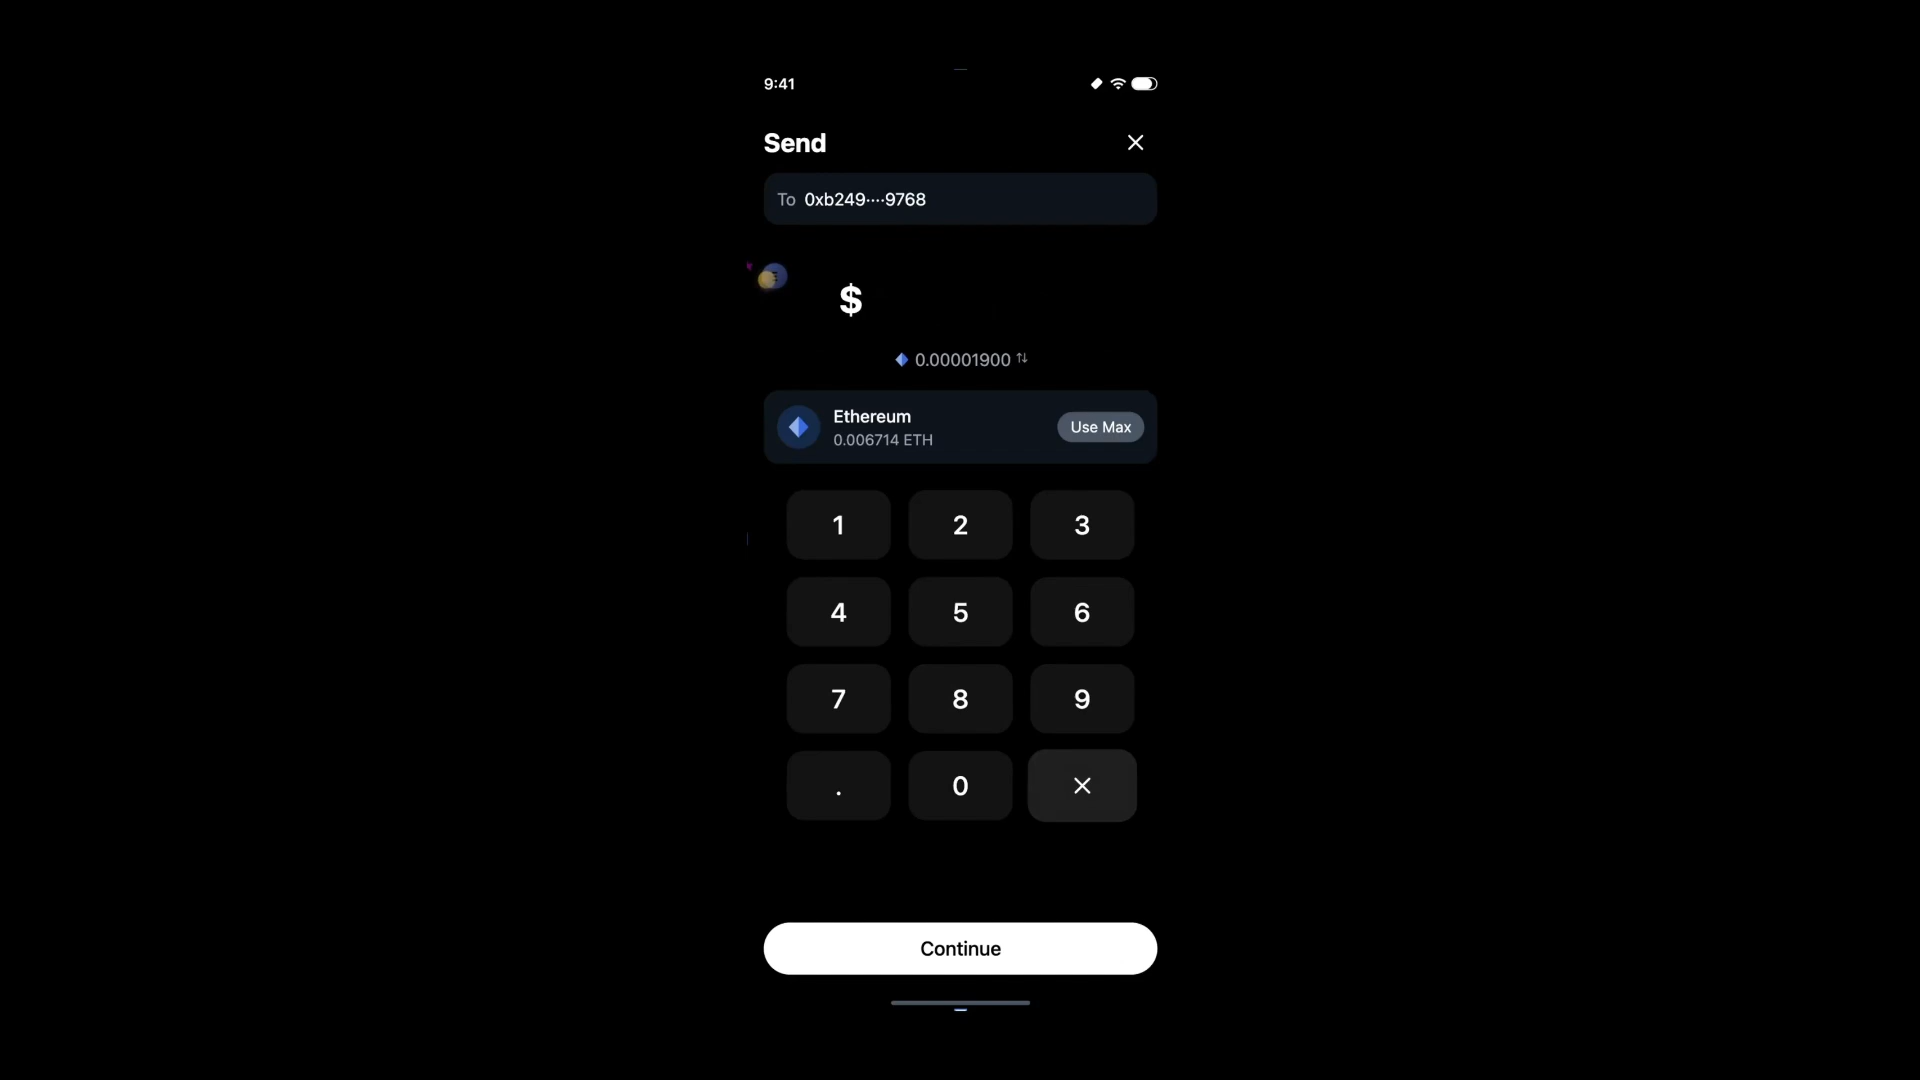 9:41
Send
To 0xb249····9768
$
0.00001900
Ethereum
0.006714 ETH
Use Max
1 2 3
4 5 6
7 8 9
. 0
Continue